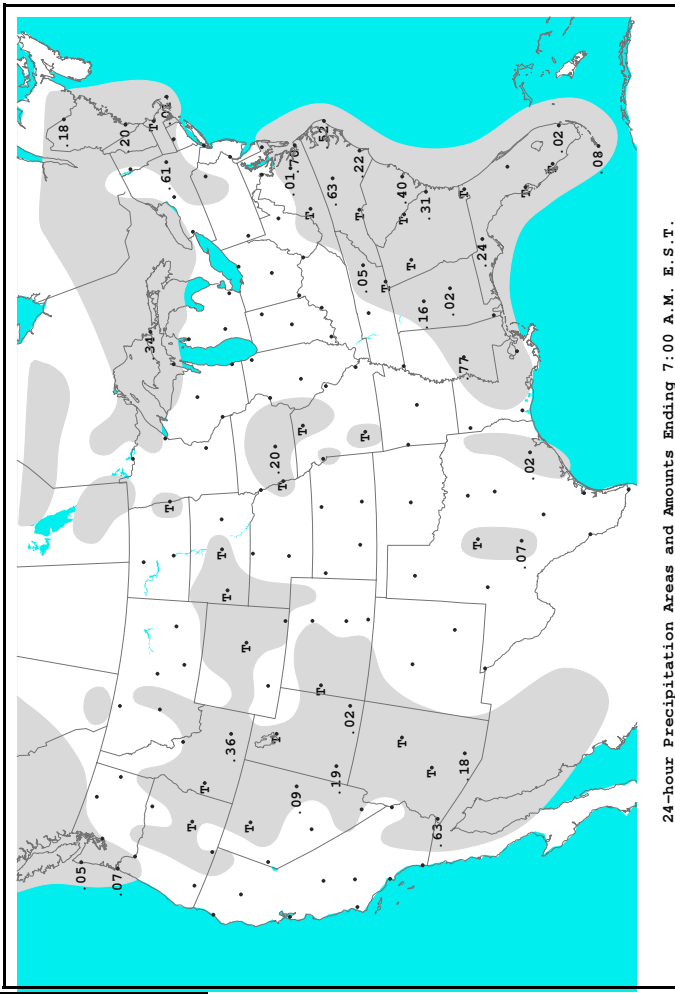 .18
.05
.07
.20
.34
T
.61
.01
T
T
T
T
T
.36
T
T
.20
T
T
.01
.70
.09
T
T
T
.52
.63
.19
.02
T
.22
.05
T
T
T
.40
T
T
.16
.31
T
.63
.02
.18
.77
T
T
.24
.07
T
.02
T
.02
.08
24-hour Precipitation Areas and Amounts Ending 7:00 A.M. E.S.T.